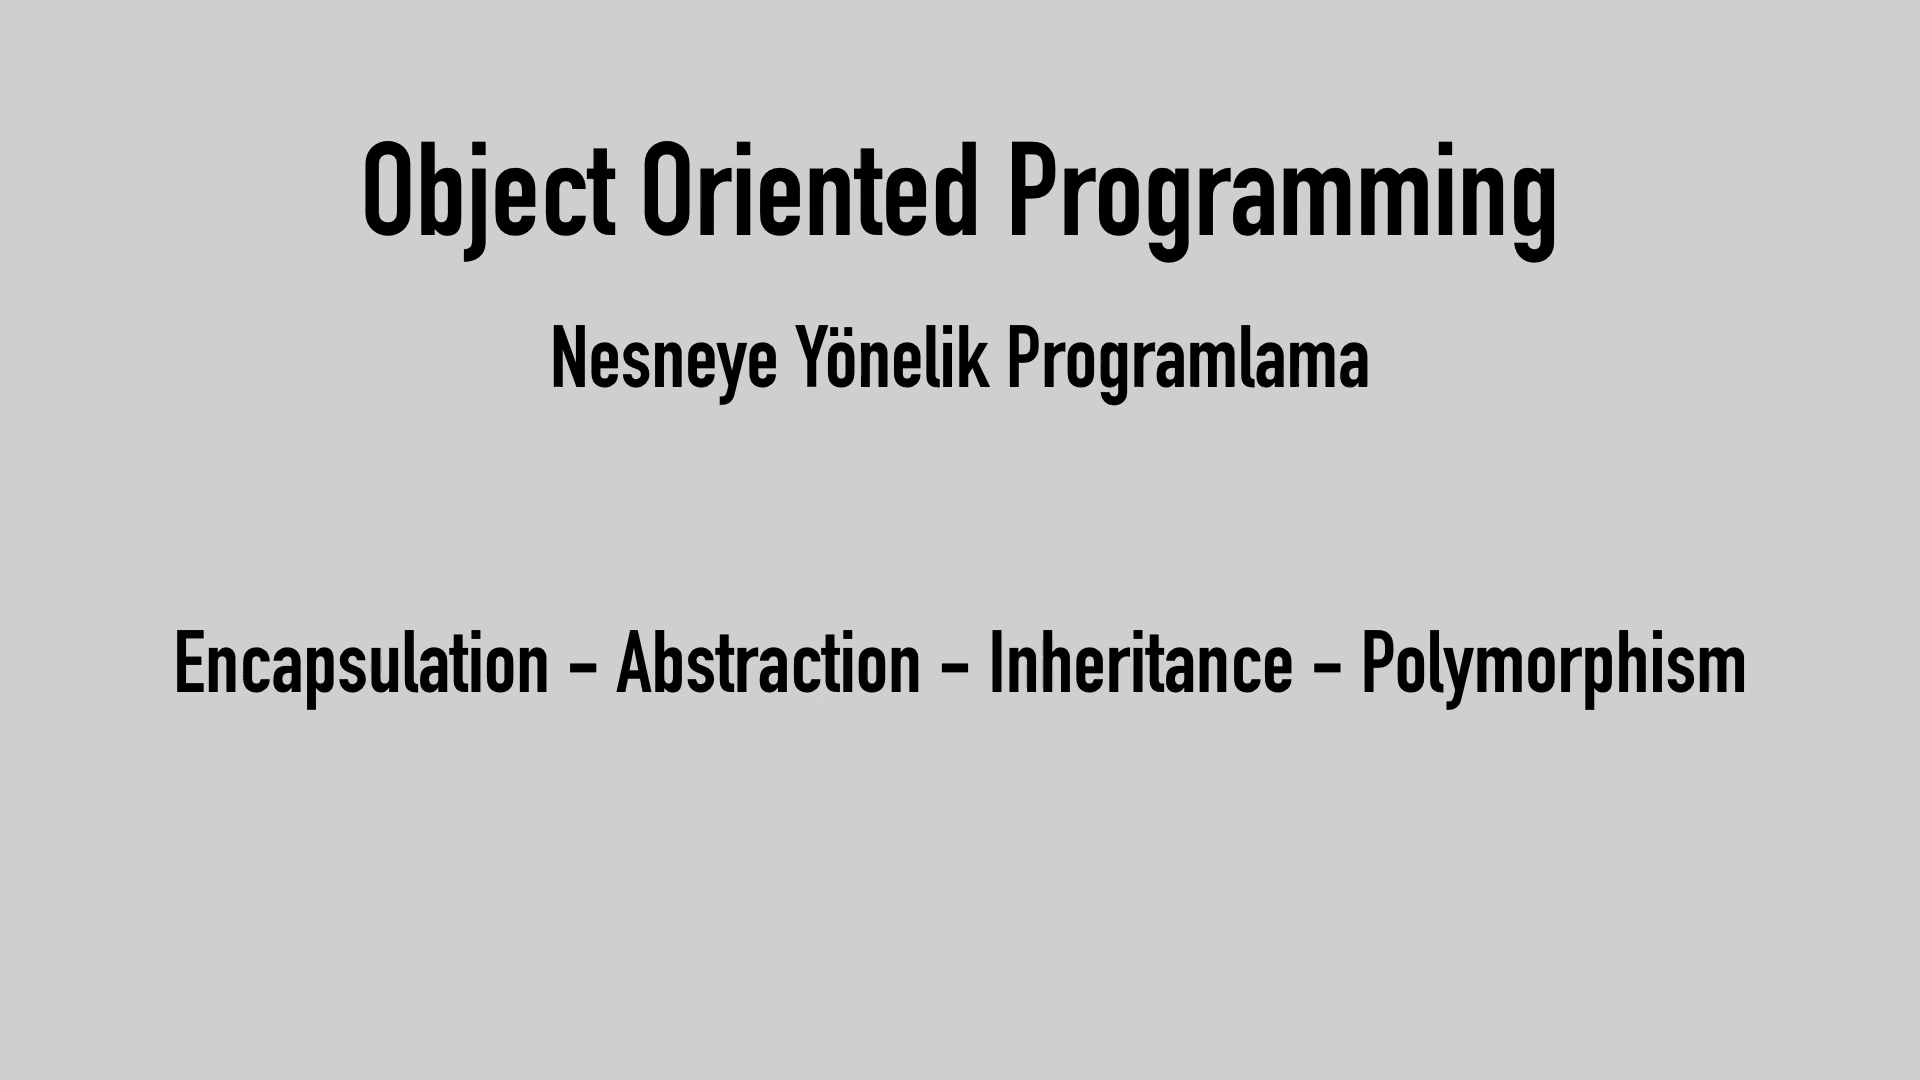 Object Oriented Programming
Nesneye Yönelik Programlama
Encapsulation – Abstraction – Inheritance – Polymorphism